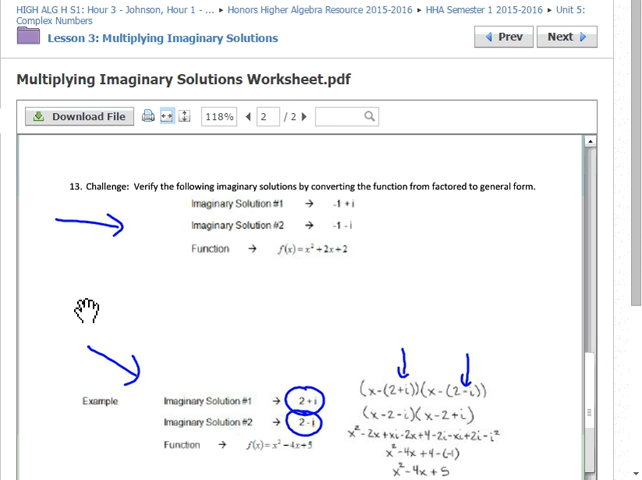 HIGH ALG H S1: Hour 3 - Johnson, Hour 1 - ... ▸ Honors Higher Algebra Resource 2015-2016 ▸ HHA Semester 1 2015-2016 ▸ Unit 5:
Complex Numbers
Lesson 3: Multiplying Imaginary Solutions
Prev
Next
Multiplying Imaginary Solutions Worksheet.pdf
Download File
118%
2
/ 2
13. Challenge: Verify the following imaginary solutions by converting the function from factored to general form.
Imaginary Solution #1 → -1 + i
Imaginary Solution #2 → -1 - i
Function → f(x)=x²+2x+2
(x-(2+i))(x-(2-i))
Example Imaginary Solution #1 → 2+i
(x-2-i)(x-2+i)
Imaginary Solution #2 → 2-i
x²-2x+xi-2x+4-2i-xi+2i-i²
Function → f(x)=x²-4x+5
x²-4x+4-(-1)
x²-4x+5